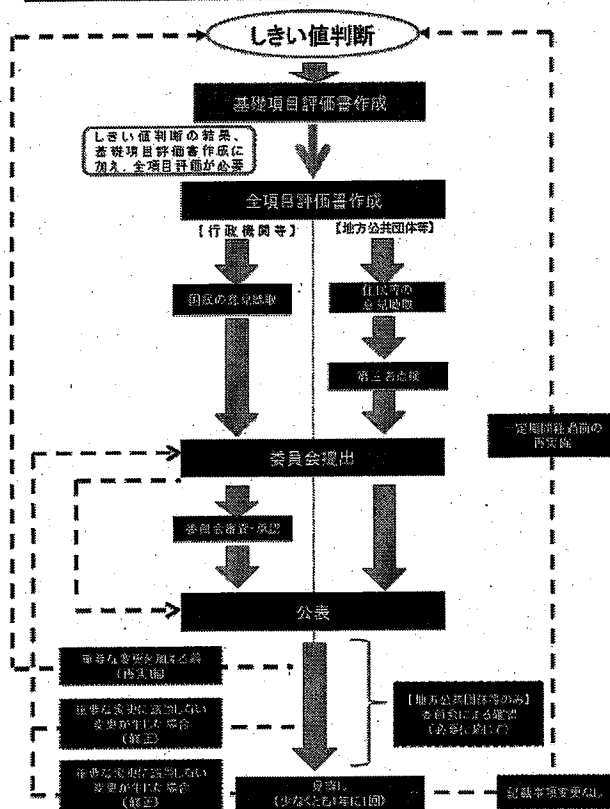 しきい値判断
基礎項目評価書作成
しきい値判断の結果、
基礎項目評価書作成に
加え、全項目評価が必要
全項目評価書作成
【行政機関等】
【地方公共団体等】
国民の意見聴取
住民等の
意見聴取
第三者点検
一定期間経過前の
再実施
委員会提出
委員会審査・承認
公表
重要な変更を加える前
(再実施)
重要な変更に該当しない
変更が生じた場合
(修正)
【地方公共団体等のみ】
委員会による確認
(必要に応じて)
重要な変更に該当しない
変更が生じた場合
(修正)
見直し
(少なくとも1年に1回)
記載事項変更なし